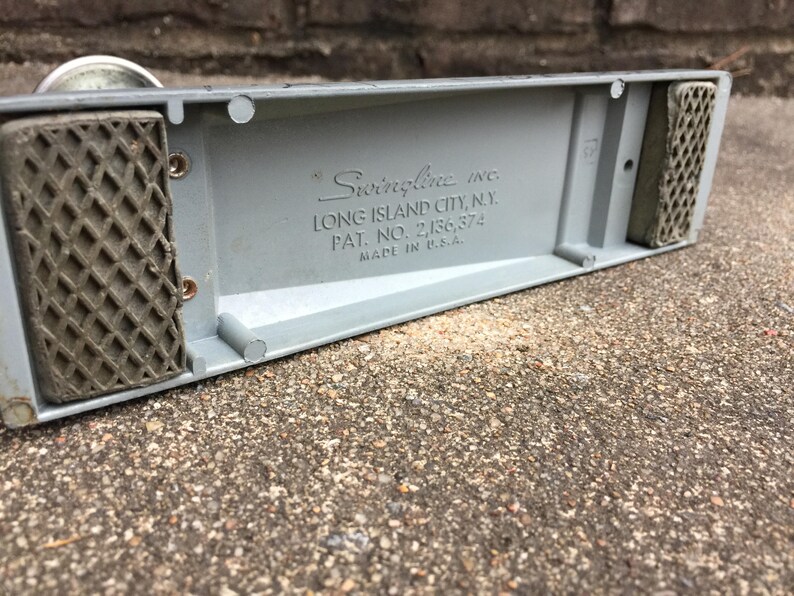 Swingline INC.
LONG ISLAND CITY, N.Y.
PAT. NO. 2,136,374
MADE IN U.S.A.